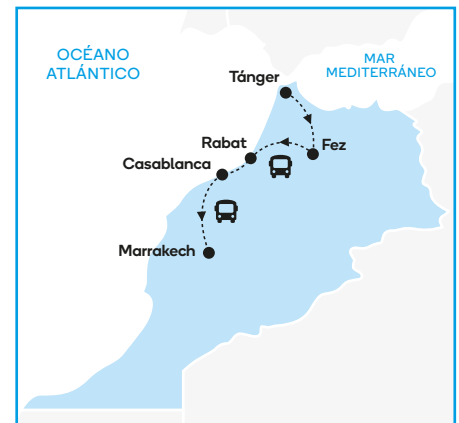 OCÉANO
ATLÁNTICO
MAR
MEDITERRÁNEO
Tánger
Rabat
Fez
Casablanca
Marrakech